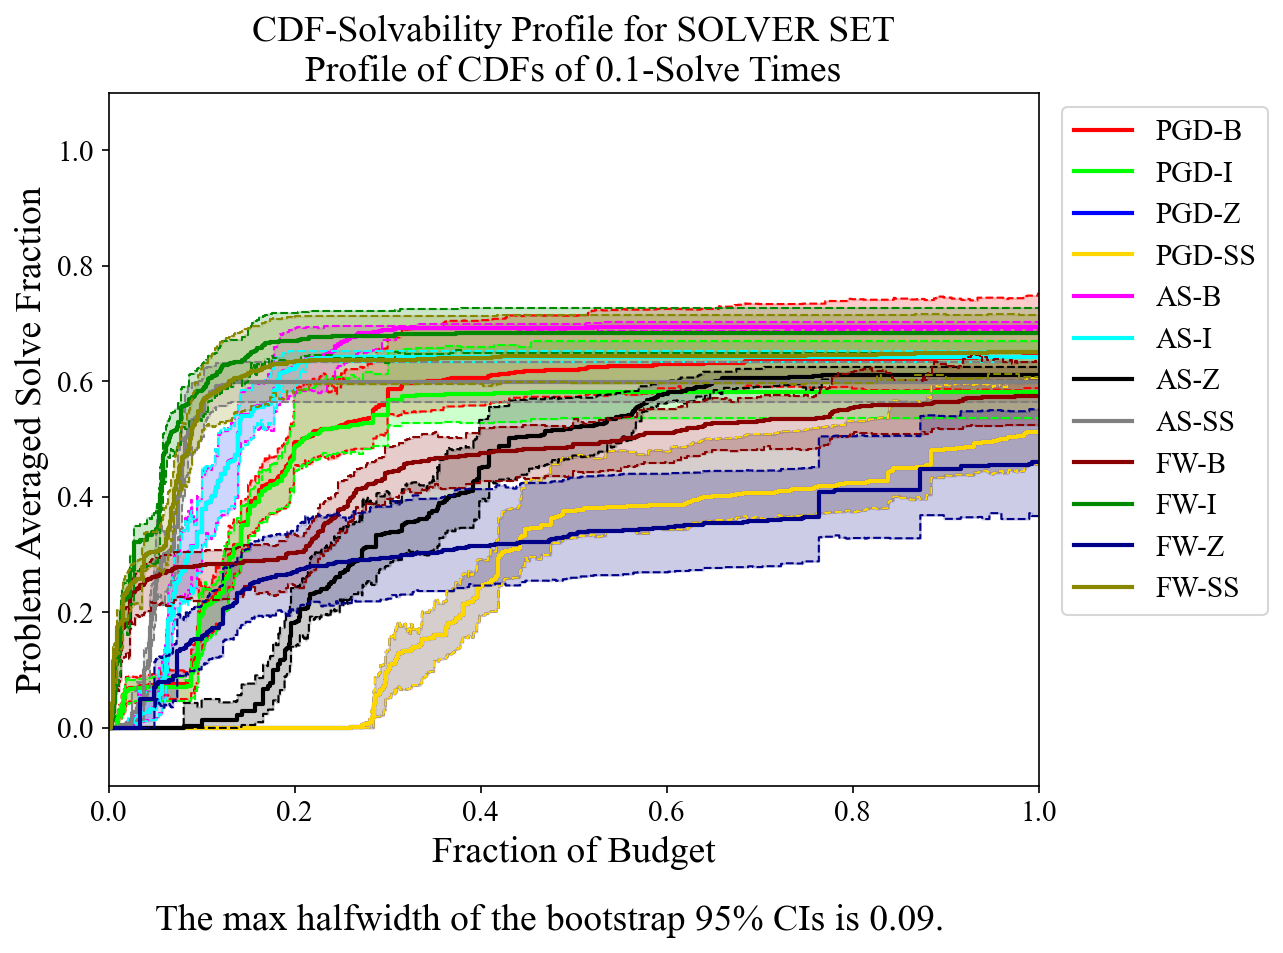 CDF-Solvability Profile for SOLVER SET
Profile of CDFs of 0.1-Solve Times
Problem Averaged Solve Fraction
1.0
0.8
0.6
0.4
0.2
0.0
0.0 0.2 0.4 0.6 0.8 1.0
Fraction of Budget
PGD-B
PGD-I
PGD-Z
PGD-SS
AS-B
AS-I
AS-Z
AS-SS
FW-B
FW-I
FW-Z
FW-SS
The max halfwidth of the bootstrap 95% CIs is 0.09.